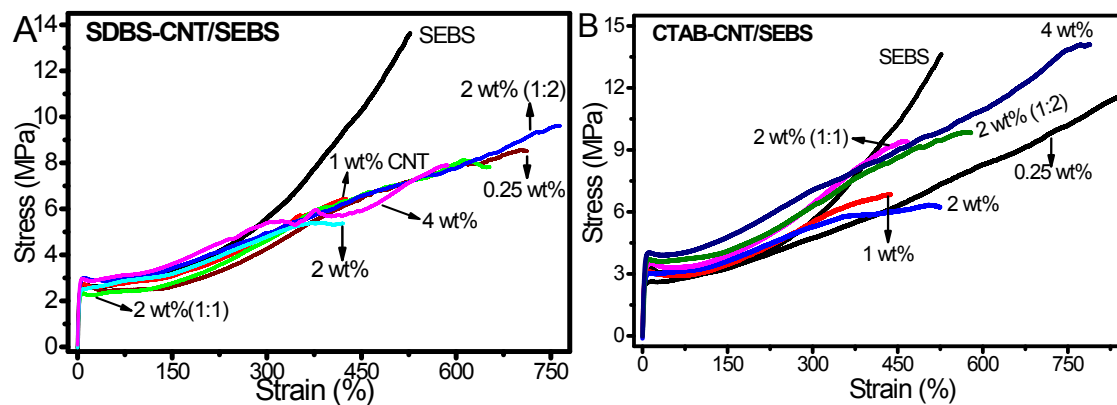 A
SDBS-CNT/SEBS
SEBS
2 wt% (1:2)
1 wt% CNT
0.25 wt%
4 wt%
2 wt%
2 wt%(1:1)
Stress (MPa)
14
12
10
8
6
4
2
0
0 150 300 450 600 750
Strain (%)
B
CTAB-CNT/SEBS
4 wt%
SEBS
2 wt% (1:1)
2 wt% (1:2)
0.25 wt%
2 wt%
1 wt%
Stress (MPa)
15
12
9
6
3
0
0 150 300 450 600 750
Strain (%)